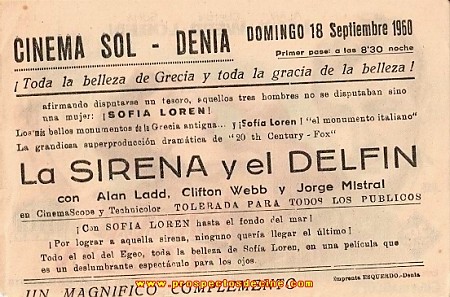 CINEMA SOL - DENIA
DOMINGO 18 Septiembre 1960
Primer pase: a las 8'30 noche
¡Toda la belleza de Grecia y toda la gracia de la belleza!
afirmando disputarse un tesoro, aquellos tres hombres no se disputaban sino
una mujer: ¡SOFIA LOREN!
Los más bellos monumentos de la Grecia antigua... y ¡Sofía Loren! "el monumento italiano"
La grandiosa superproducción dramática de "20 th Century - Fox"
La SIRENA y el DELFIN
con Alan Ladd, Clifton Webb y Jorge Mistral
en CinemaScope y Technicolor TOLERADA PARA TODOS LOS PUBLICOS
¡Con SOFIA LOREN hasta el fondo del mar!
¡Por lograr a aquella sirena, ninguno quería llegar el último!
Todo el sol del Egeo, toda la belleza de Sofía Loren, en una película que
es un deslumbrante espectáculo para los ojos.
Imprenta ESQUERDO.-Denia
UN MAGNIFICO COMPLEMENTO
www.prospectosdecine.com